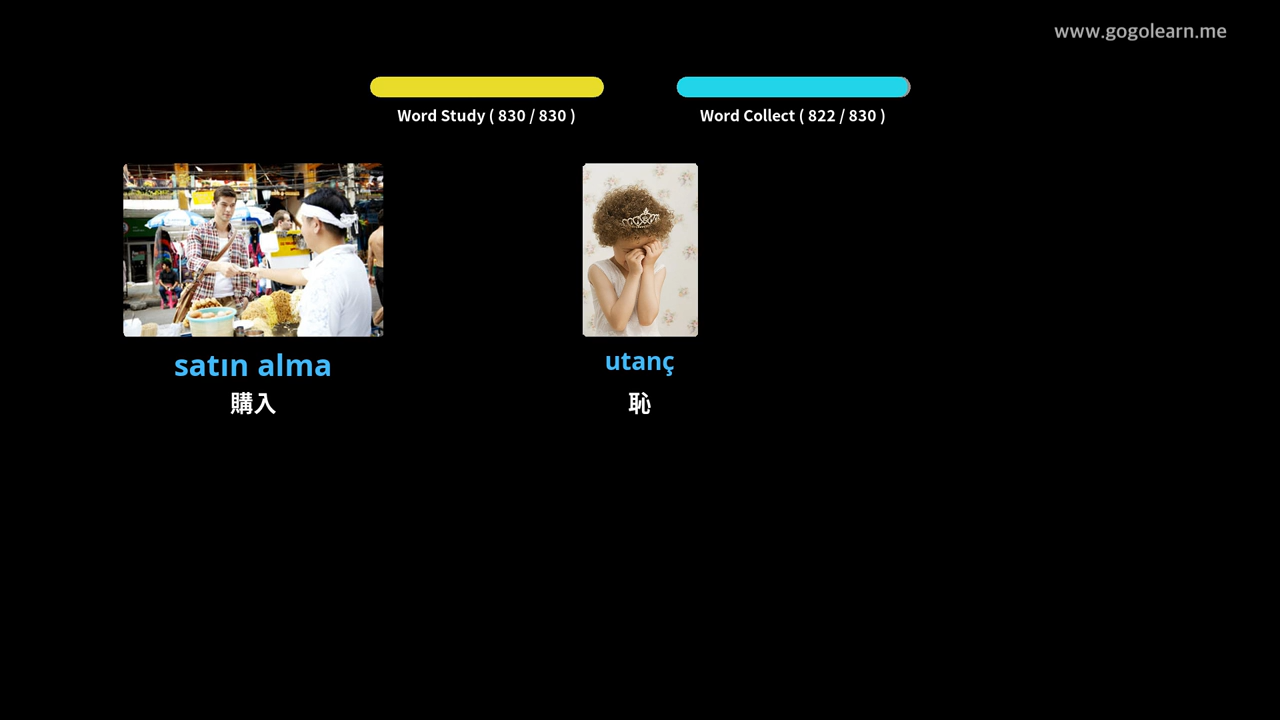 www.gogolearn.me
Word Study ( 830 / 830 )
Word Collect ( 822 / 830 )
satın alma
購入
utanç
恥